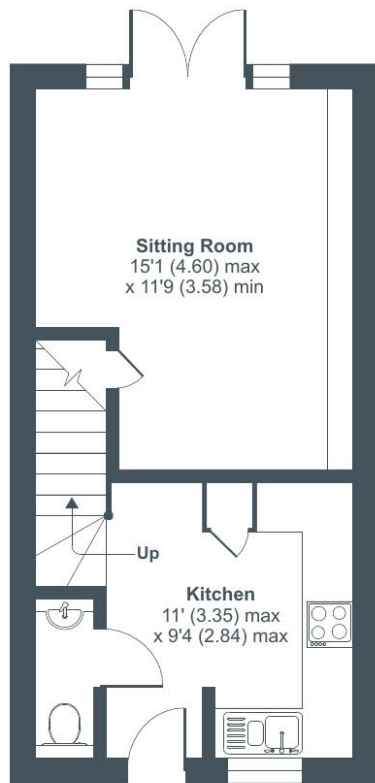 Sitting Room
15'1 (4.60) max
x 11'9 (3.58) min
Up
Kitchen
11' (3.35) max
x 9'4 (2.84) max